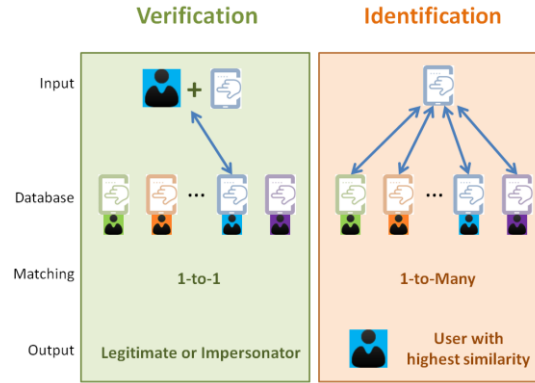 Verification
Identification
Input
+
Database
...
...
Matching
1-to-1
1-to-Many
Output
Legitimate or Impersonator
User with
highest similarity